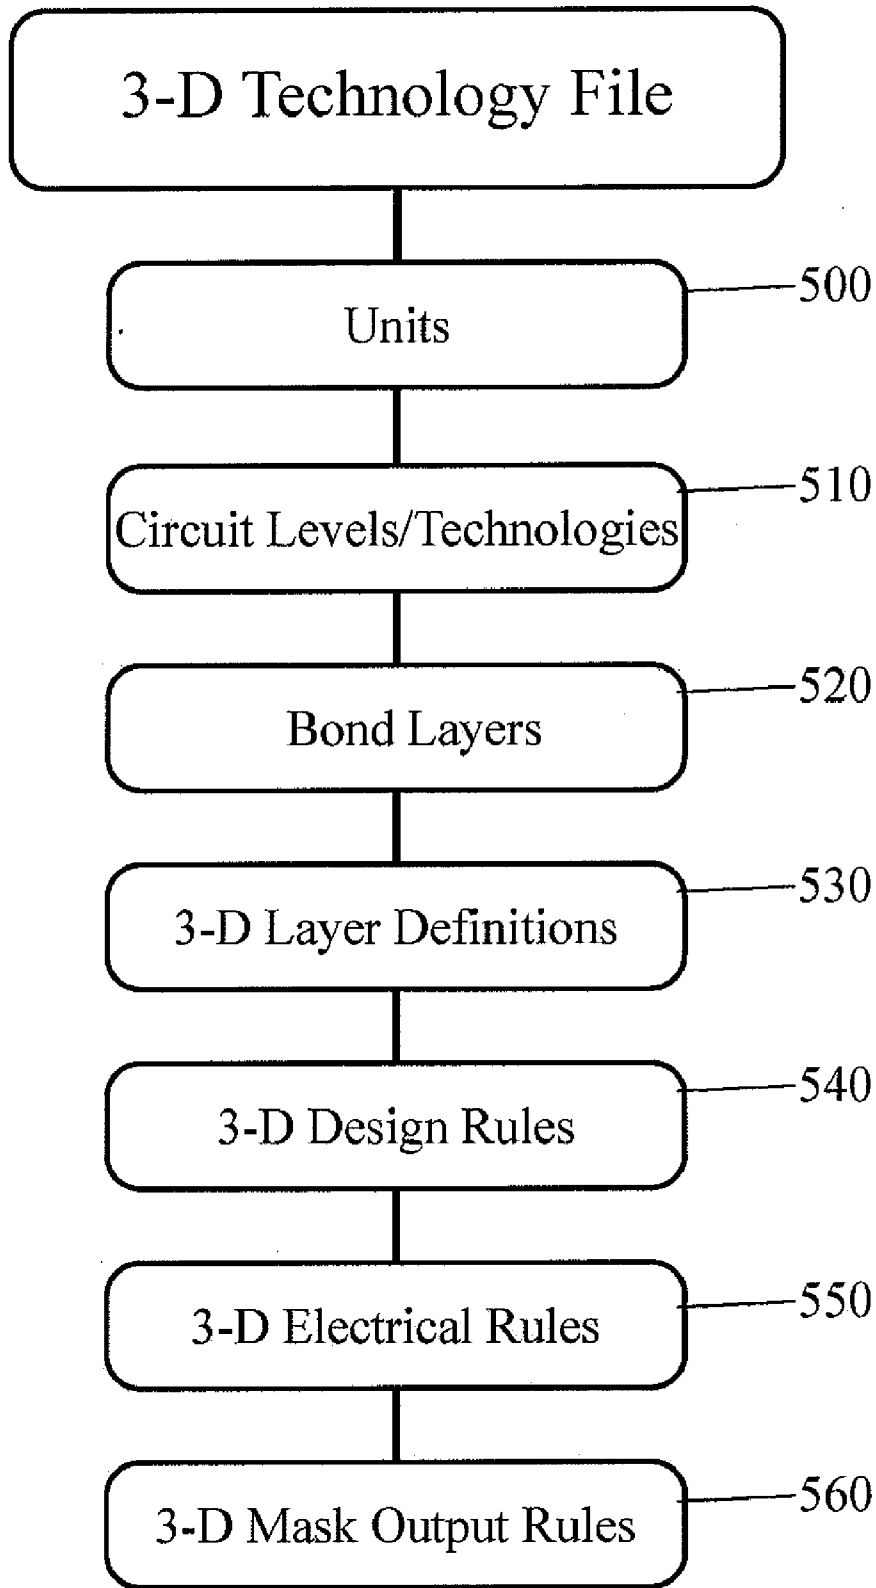 3-D Technology File
500
Units
510
Circuit Levels/Technologies
520
Bond Layers
530
3-D Layer Definitions
540
3-D Design Rules
550
3-D Electrical Rules
560
3-D Mask Output Rules